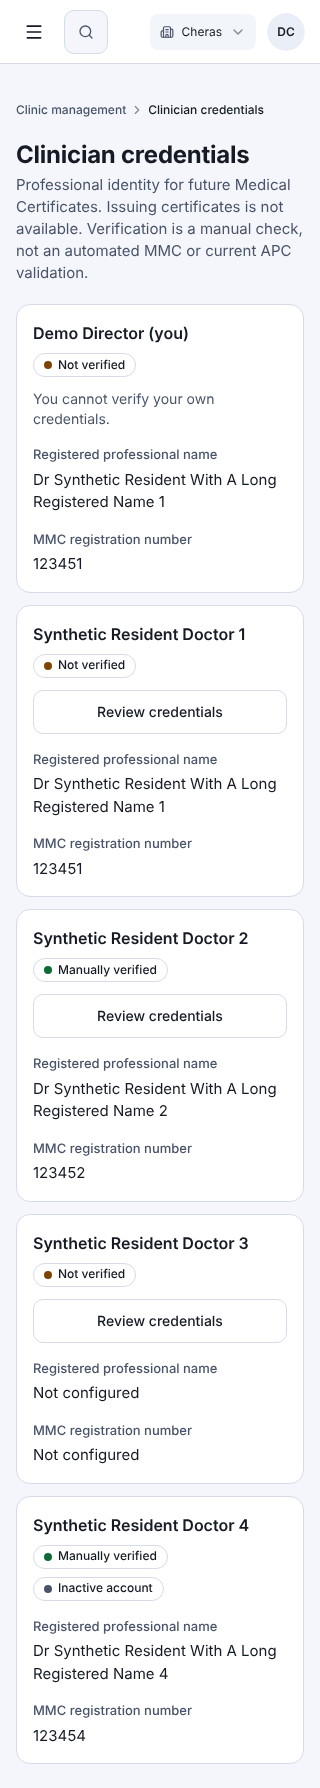 Cheras
DC
Clinic management > Clinician credentials
Clinician credentials
Professional identity for future Medical
Certificates. Issuing certificates is not
available. Verification is a manual check,
not an automated MMC or current APC
validation.
Demo Director (you)
Not verified
You cannot verify your own
credentials.
Registered professional name
Dr Synthetic Resident With A Long
Registered Name 1
MMC registration number
123451
Synthetic Resident Doctor 1
Not verified
Review credentials
Registered professional name
Dr Synthetic Resident With A Long
Registered Name 1
MMC registration number
123451
Synthetic Resident Doctor 2
Manually verified
Review credentials
Registered professional name
Dr Synthetic Resident With A Long
Registered Name 2
MMC registration number
123452
Synthetic Resident Doctor 3
Not verified
Review credentials
Registered professional name
Not configured
MMC registration number
Not configured
Synthetic Resident Doctor 4
Manually verified
Inactive account
Registered professional name
Dr Synthetic Resident With A Long
Registered Name 4
MMC registration number
123454